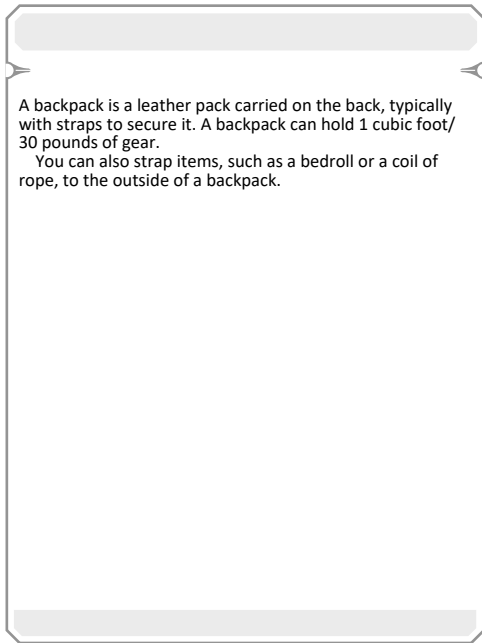 A backpack is a leather pack carried on the back, typically
with straps to secure it. A backpack can hold 1 cubic foot/
30 pounds of gear.
You can also strap items, such as a bedroll or a coil of
rope, to the outside of a backpack.